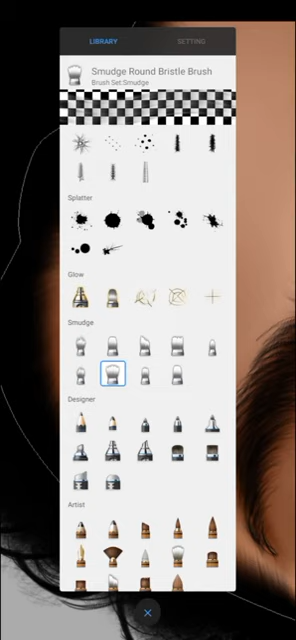 LIBRARY
SETTING
Smudge Round Bristle Brush
Brush Set:Smudge
Splatter
Glow
Smudge
Designer
Artist